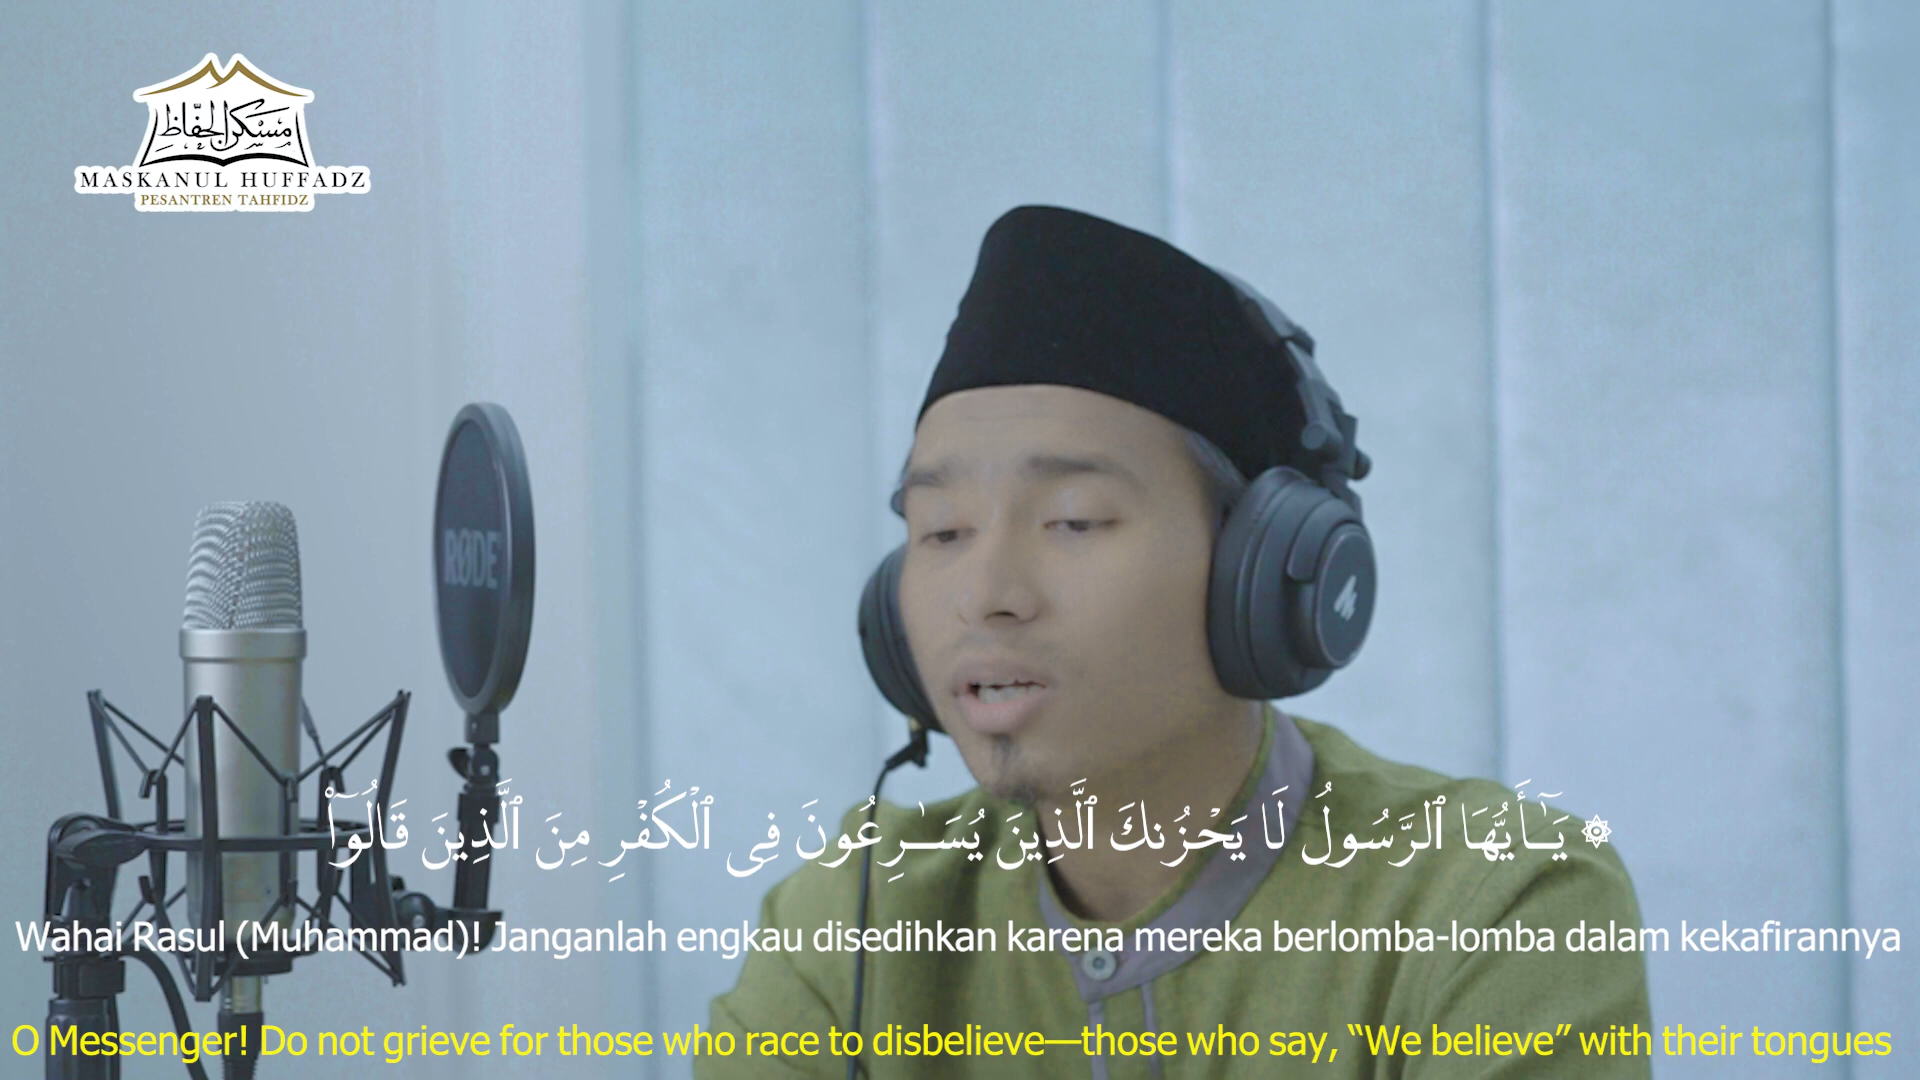 مسكن الحفاظ
MASKANUL HUFFADZ
PESANTREN TAHFIDZ
RØDE
۞ يَـٰٓأَيُّهَا ٱلرَّسُولُ لَا يَحْزُنكَ ٱلَّذِينَ يُسَـٰرِعُونَ فِى ٱلْكُفْرِ مِنَ ٱلَّذِينَ قَالُوٓا۟
Wahai Rasul (Muhammad)! Janganlah engkau disedihkan karena mereka berlomba-lomba dalam kekafirannya
O Messenger! Do not grieve for those who race to disbelieve—those who say, “We believe” with their tongues